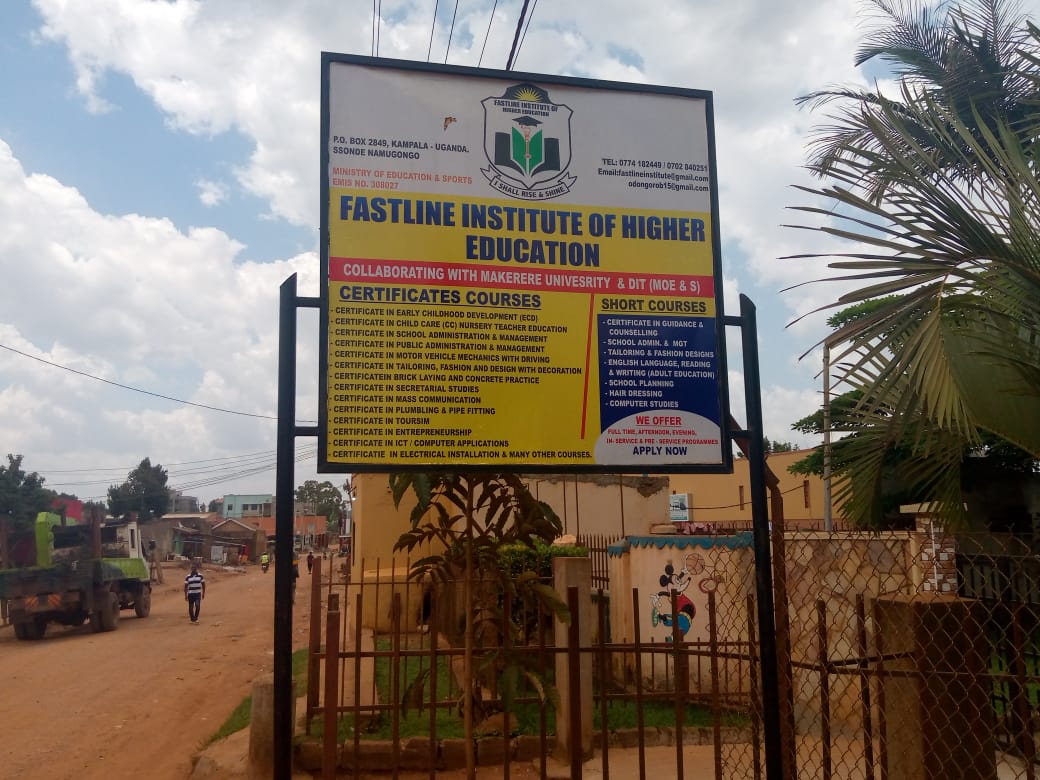 FASTLINE INSTITUTE OF
HIGHER EDUCATION
I SHALL RISE & SHINE
P.O. BOX 2849, KAMPALA - UGANDA.
SSONDE NAMUGONGO
MINISTRY OF EDUCATION & SPORTS
EMIS NO. 308027
TEL: 0774 182449 / 0702 840251
Email:fastlineinstitute@gmail.com
odongorob15@gmail.com
FASTLINE INSTITUTE OF HIGHER
EDUCATION
COLLABORATING WITH MAKERERE UNIVESRITY & DIT (MOE & S)
CERTIFICATES COURSES
- CERTIFICATE IN EARLY CHILDHOOD DEVELOPMENT (ECD)
- CERTIFICATE IN CHILD CARE (CC) NURSERY TEACHER EDUCATION
- CERTIFICATE IN SCHOOL ADMINISTRATION & MANAGEMENT
- CERTIFICATE IN PUBLIC ADMINISTRATION & MANAGEMENT
- CERTIFICATE IN MOTOR VEHICLE MECHANICS WITH DRIVING
- CERTIFICATE IN TAILORING, FASHION AND DESIGN WITH DECORATION
- CERTIFICATEIN BRICK LAYING AND CONCRETE PRACTICE
- CERTIFICATE IN SECRETARIAL STUDIES
- CERTIFICATE IN MASS COMMUNICATION
- CERTIFICATE IN PLUMBLING & PIPE FITTING
- CERTIFICATE IN TOURSIM
- CERTIFICATE IN ENTREPRENEURSHIP
- CERTIFICATE IN ICT / COMPUTER APPLICATIONS
- CERTIFICATIE IN ELECTRICAL INSTALLATION & MANY OTHER COURSES.
SHORT COURSES
- CERTIFICATE IN GUIDANCE &
COUNSELLING
- SCHOOL ADMIN. & MGT
- TAILORING & FASHION DESIGNS
- ENGLISH LANGUAGE, READING
& WRITING (ADULT EDUCATION)
- SCHOOL PLANNING
- HAIR DRESSING
- COMPUTER STUDIES
WE OFFER
FULL TIME, AFTERNOON, EVENING,
IN- SERVICE & PRE - SERVICE PROGRAMMES
APPLY NOW